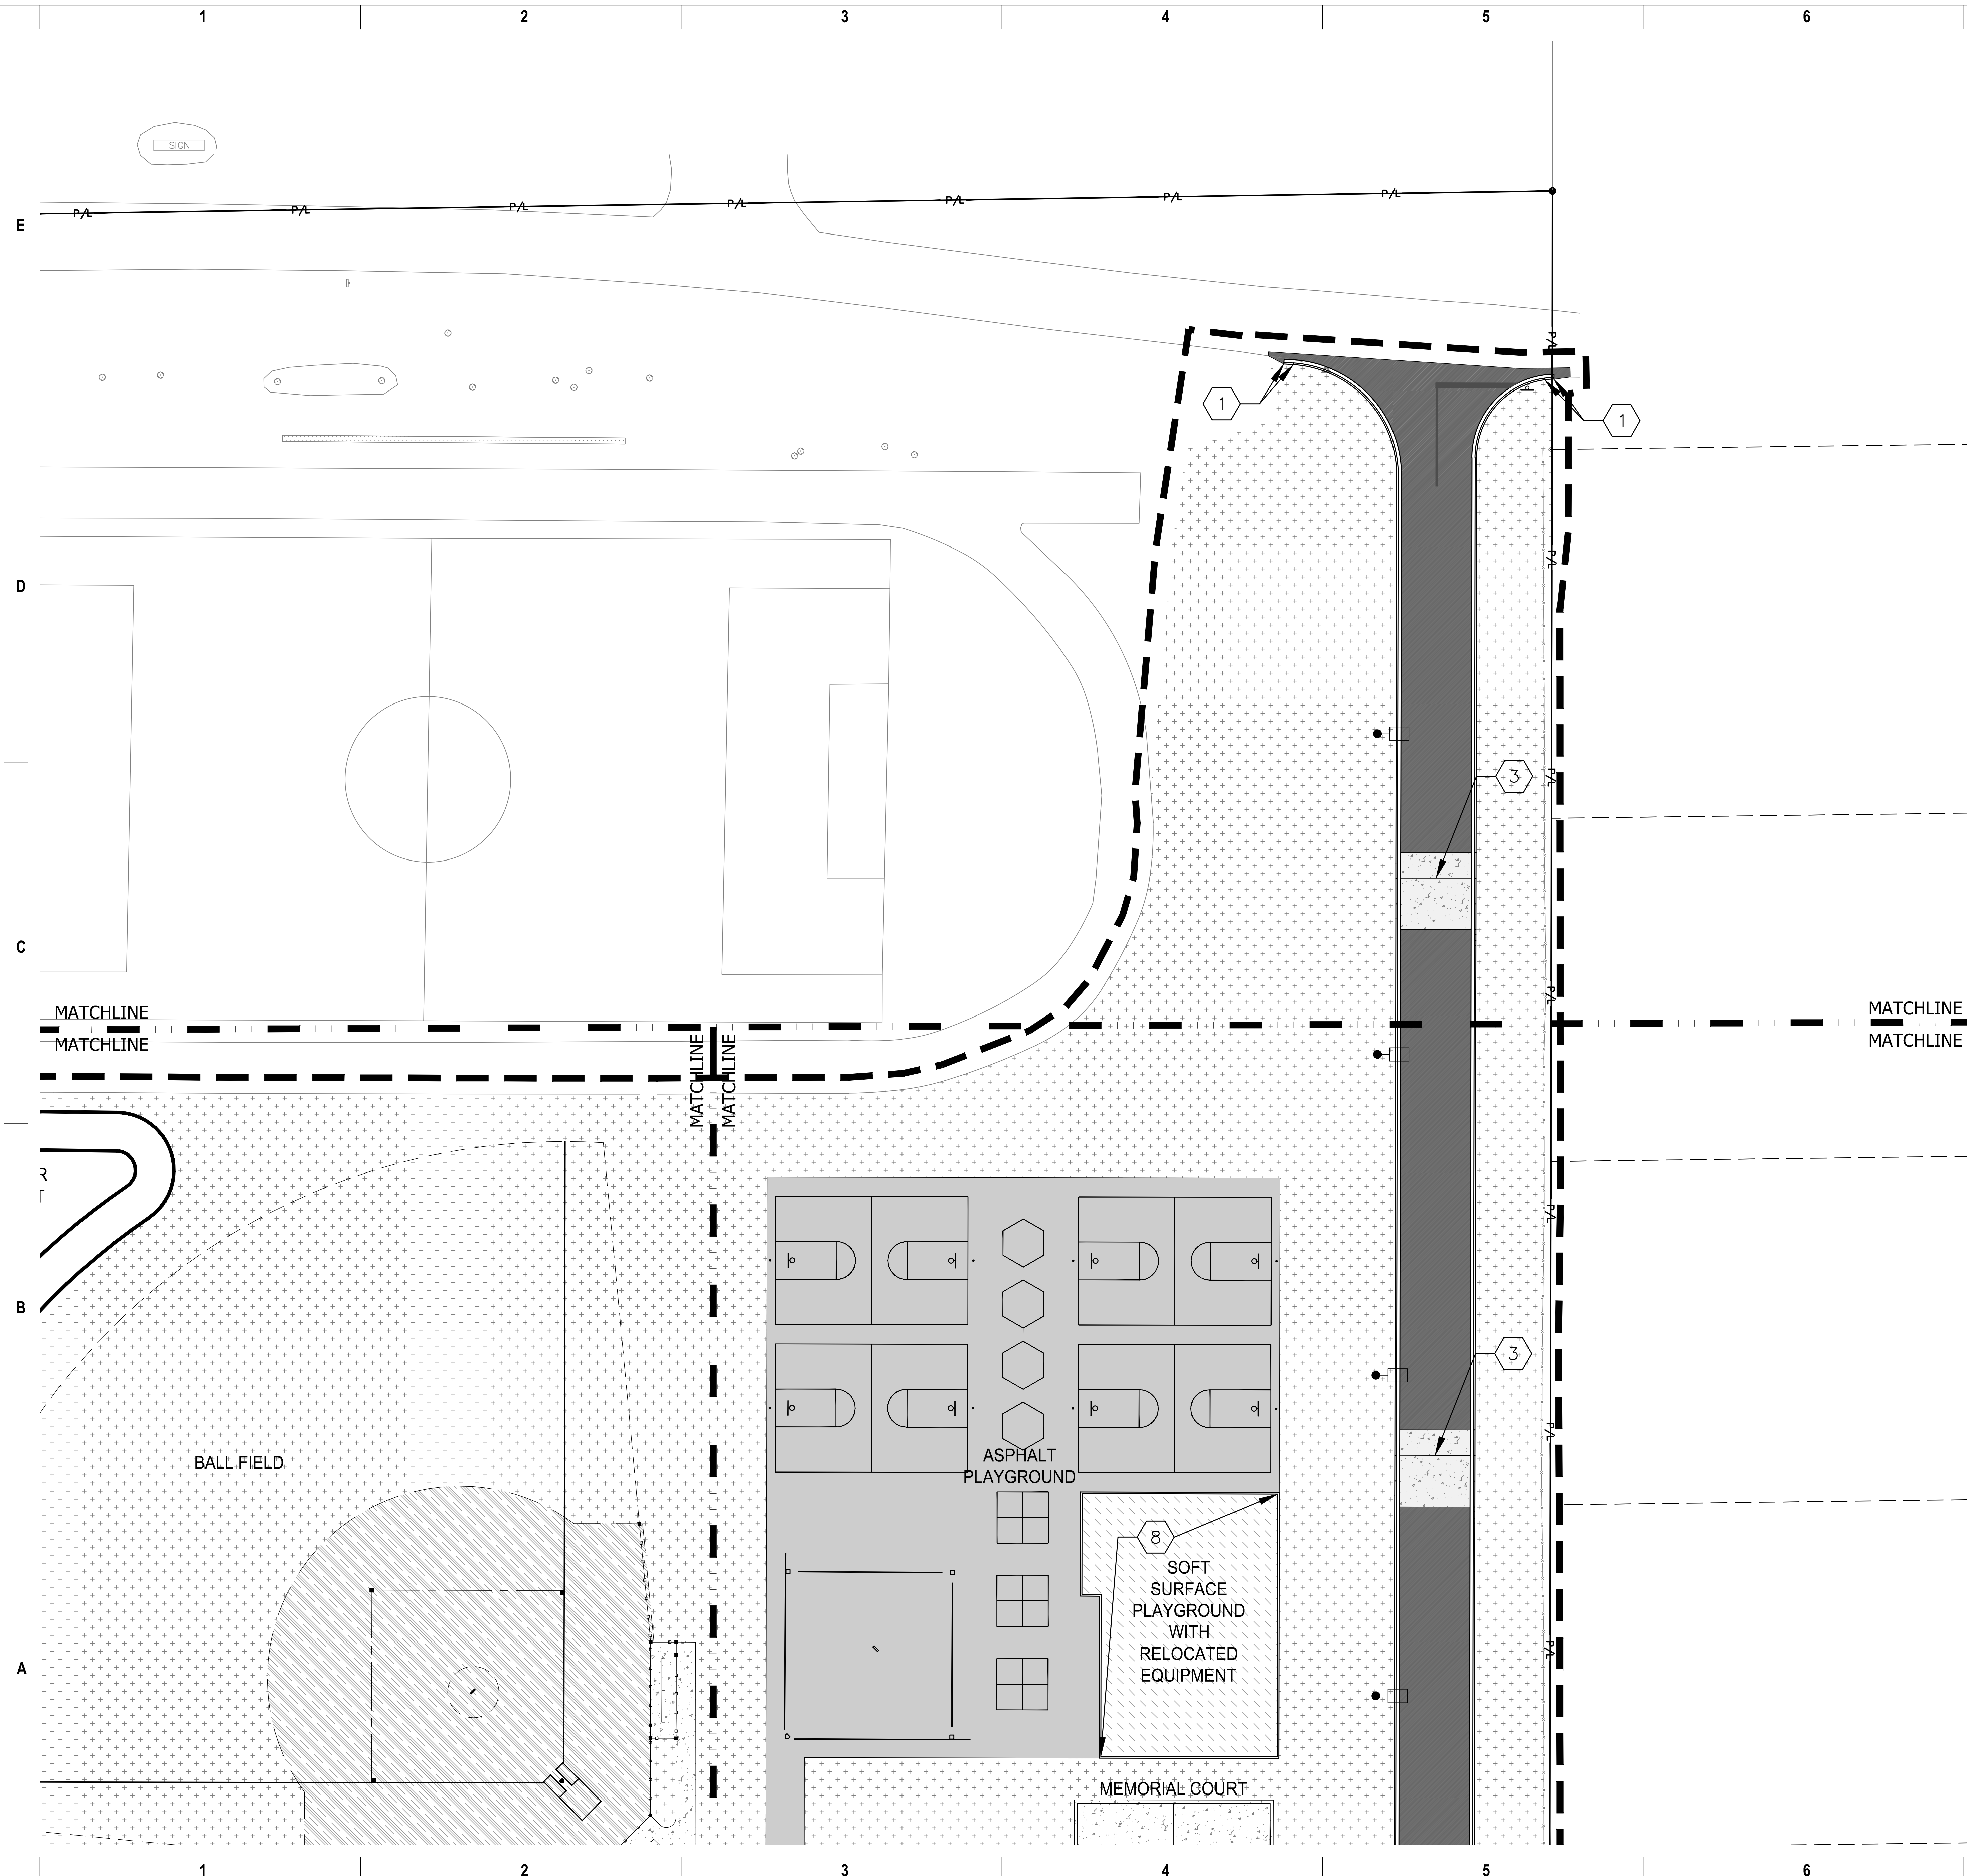 1 2 3 4 5 6
SIGN
P/L P/L P/L P/L P/L P/L P/L
E
P/L
1
1
P/L
D
3
P/L
C
P/L
MATCHLINE
MATCHLINE
MATCHLINE
MATCHLINE
MATCHLINE
MATCHLINE
R
T
P/L
B
3
P/L
BALL FIELD
ASPHALT
PLAYGROUND
8
SOFT
SURFACE
PLAYGROUND
WITH
RELOCATED
EQUIPMENT
P/L
A
MEMORIAL COURT
1 2 3 4 5 6